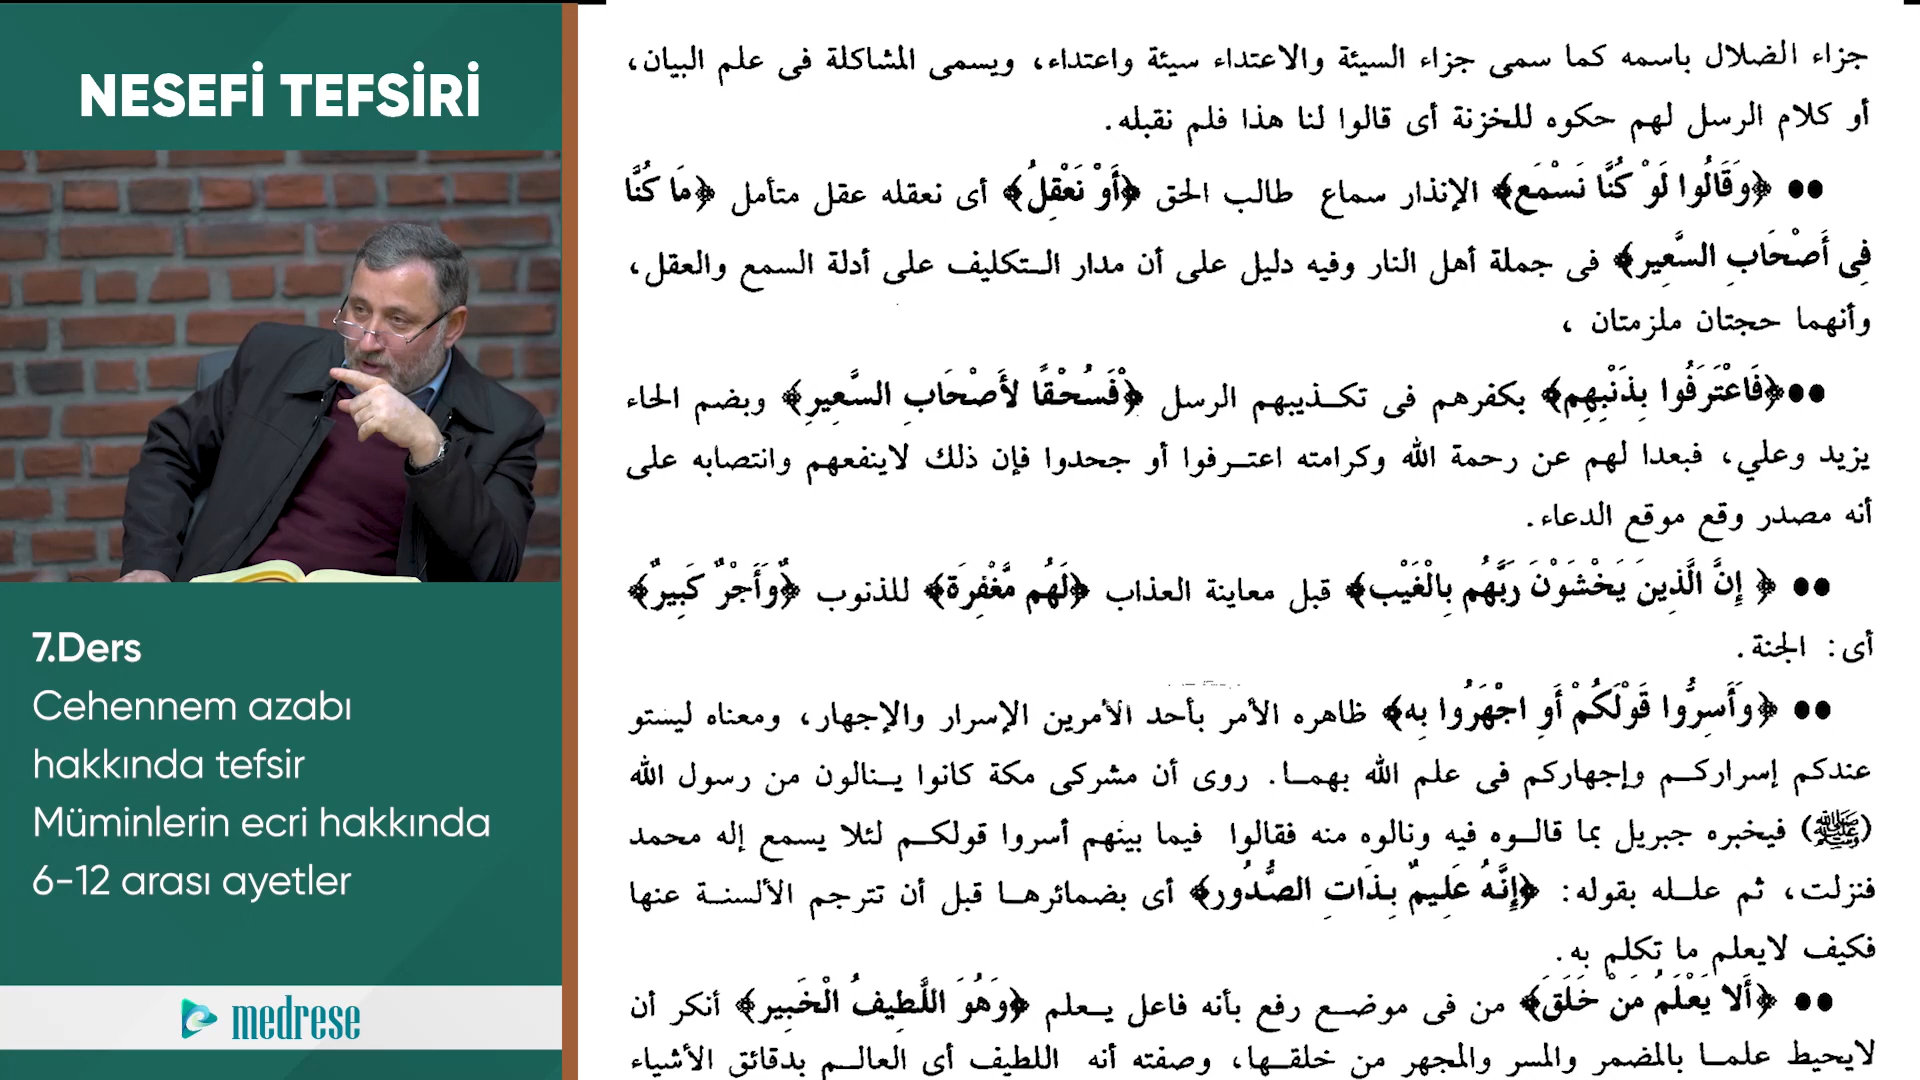 NESEFİ TEFSİRİ
7.Ders
Cehennem azabı
hakkında tefsir
Müminlerin ecri hakkında
6-12 arası ayetler
medrese
جزاء الضلال باسمه كما سمى جزاء السيئة والاعتداء سيئة واعتداء، ويسمى المشاكلة فى علم البيان،
أو كلام الرسل لهم حكوه للخزنة أى قالوا لنا هذا فلم نقبله.
●● ﴿وَقَالُوا لَوْ كُنَّا نَسْمَع﴾ الإنذار سماع طالب الحق ﴿أَوْ نَعْقِلُ﴾ أى نعقله عقل متأمل ﴿مَا كُنَّا
فِي أَصْحَابِ السَّعِيرِ﴾ فى جملة أهل النار وفيه دليل على أن مدار التكليف على أدلة السمع والعقل،
وأنهما حجتان ملزمتان ،
●●﴿فَاعْتَرَفُوا بِذَنْبِهِم﴾ بكفرهم فى تكذيبهم الرسل ﴿فَسُحْقًا لأَصْحَابِ السَّعِيرِ﴾ وبضم الحاء
يزيد وعلي، فبعدا لهم عن رحمة الله وكرامته اعترفوا أو جحدوا فإن ذلك لاينفعهم وانتصابه على
أنه مصدر وقع موقع الدعاء.
●● ﴿ إِنَّ الَّذِينَ يَخْشَوْنَ رَبَّهُم بِالْغَيْب﴾ قبل معاينة العذاب ﴿لَهُم مَّغْفِرَة﴾ للذنوب ﴿وَأَجْرٌ كَبِيرٌ﴾
أى: الجنة.
●● ﴿وَأَسِرُّوا قَوْلَكُمْ أَوِ اجْهَرُوا بِه﴾ ظاهره الأمر بأحد الأمرين الإسرار والإجهار، ومعناه ليستو
عندكم إسراركم وإجهاركم فى علم الله بهما. روى أن مشركى مكة كانوا ينالون من رسول الله
(ﷺ) فيخبره جبريل بما قالوه فيه ونالوه منه فقالوا فيما بينهم أسروا قولكم لئلا يسمع إله محمد
فنزلت، ثم علله بقوله: ﴿إِنَّهُ عَلِيمٌ بِذَاتِ الصُّدُور﴾ أى بضمائرها قبل أن تترجم الألسنة عنها
فكيف لايعلم ما تكلم به.
●● ﴿أَلا يَعْلَمُ مَنْ خَلَقَ﴾ من فى موضع رفع بأنه فاعل يعلم ﴿وَهُوَ اللَّطِيفُ الْخَبِير﴾ أنكر أن
لايحيط علما بالمضمر والمسر والمجهر من خلقها، وصفته أنه اللطيف أى العالم بدقائق الأشياء